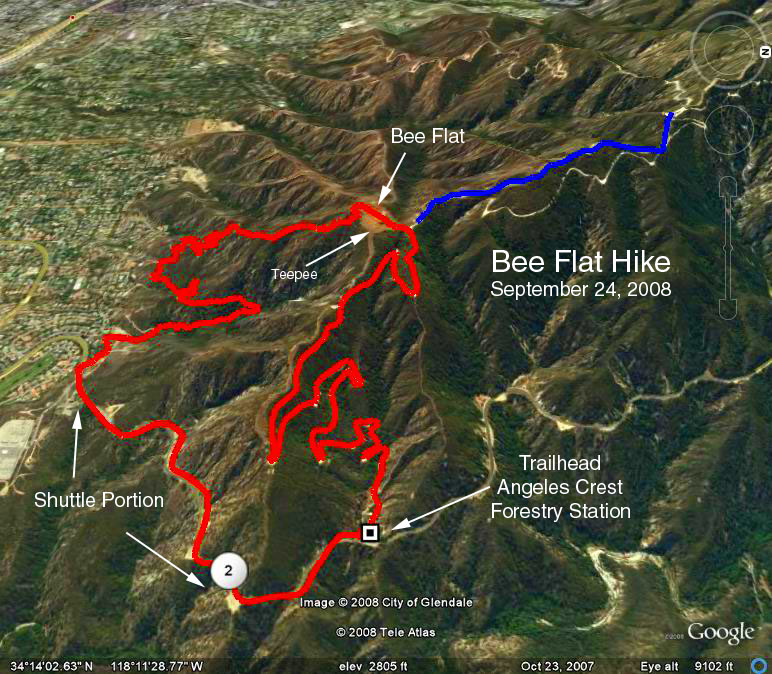 N
Bee Flat
Teepee
Bee Flat Hike
September 24, 2008
Trailhead
Angeles Crest
Forestry Station
Shuttle Portion
2
Image © 2008 City of Glendale
© 2008 Tele Atlas
©2008 Google
34°14'02.63" N 118°11'28.77" W elev 2805 ft Oct 23, 2007 Eye alt 9102 ft